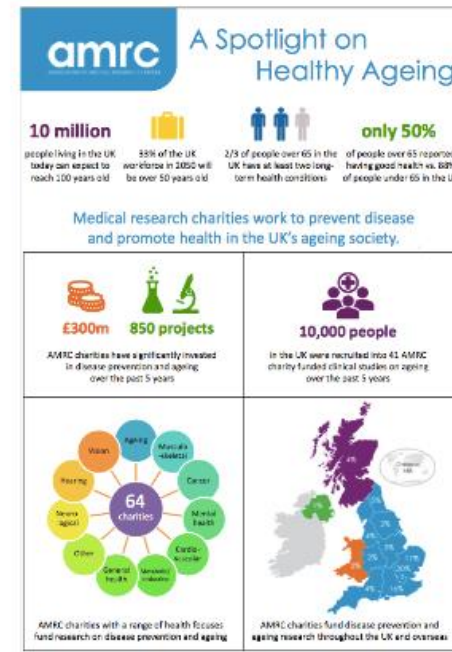 amrc
A Spotlight on
Healthy Ageing
10 million
people living in the UK
today can expect to
reach 100 years old
33% of the UK
workforce in 2050 will
be over 50 years old
2/3 of people over 65 in the
UK have at least two long-
term health conditions
only 50%
of people over 65 reported
having good health vs. 88%
of people under 65 in the U
Medical research charities work to prevent disease
and promote health in the UK's ageing society.
£300m
850 projects
AMRC charities have significantly invested
in disease prevention and ageing
over the past 5 years
10,000 people
in the UK were recruited into 41 AMRC
charity funded clinical studies on ageing
over the past 5 years
Ageing
Musculo
-skeletal
Cancer
Mental
health
Cardio-
vascular
General
health
Other
Hearing
Vision
64
charities
AMRC charities with a range of health focuses
fund research on disease prevention and ageing
AMRC charities fund disease prevention and
ageing research throughout the UK and overseas